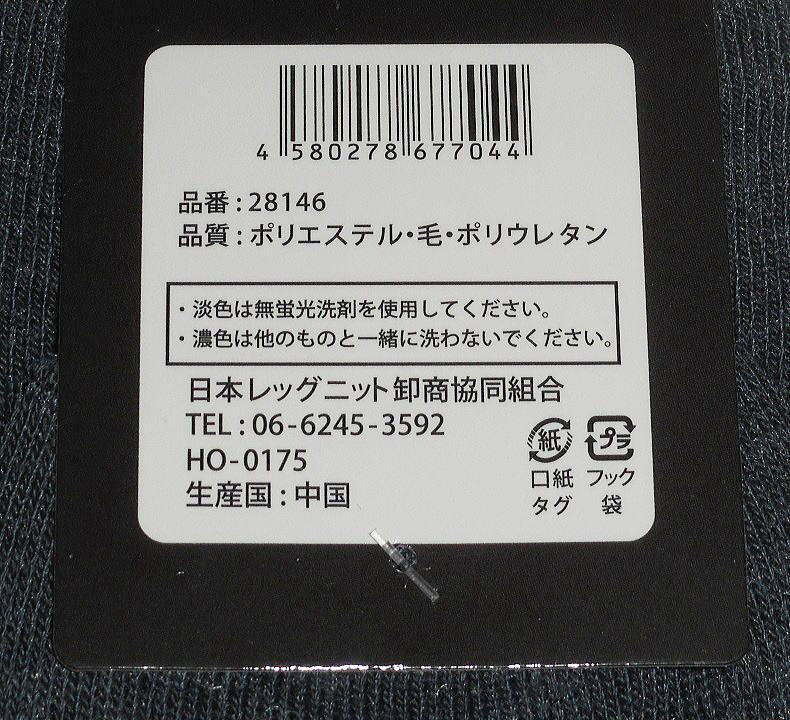 4 580278 677044
品番：28146
品質：ポリエステル・毛・ポリウレタン
・淡色は無蛍光洗剤を使用してください。
・濃色は他のものと一緒に洗わないでください。
日本レッグニット卸商協同組合
TEL：06-6245-3592
HO-0175
生産国：中国
紙 プラ
口紙 フック
タグ 袋